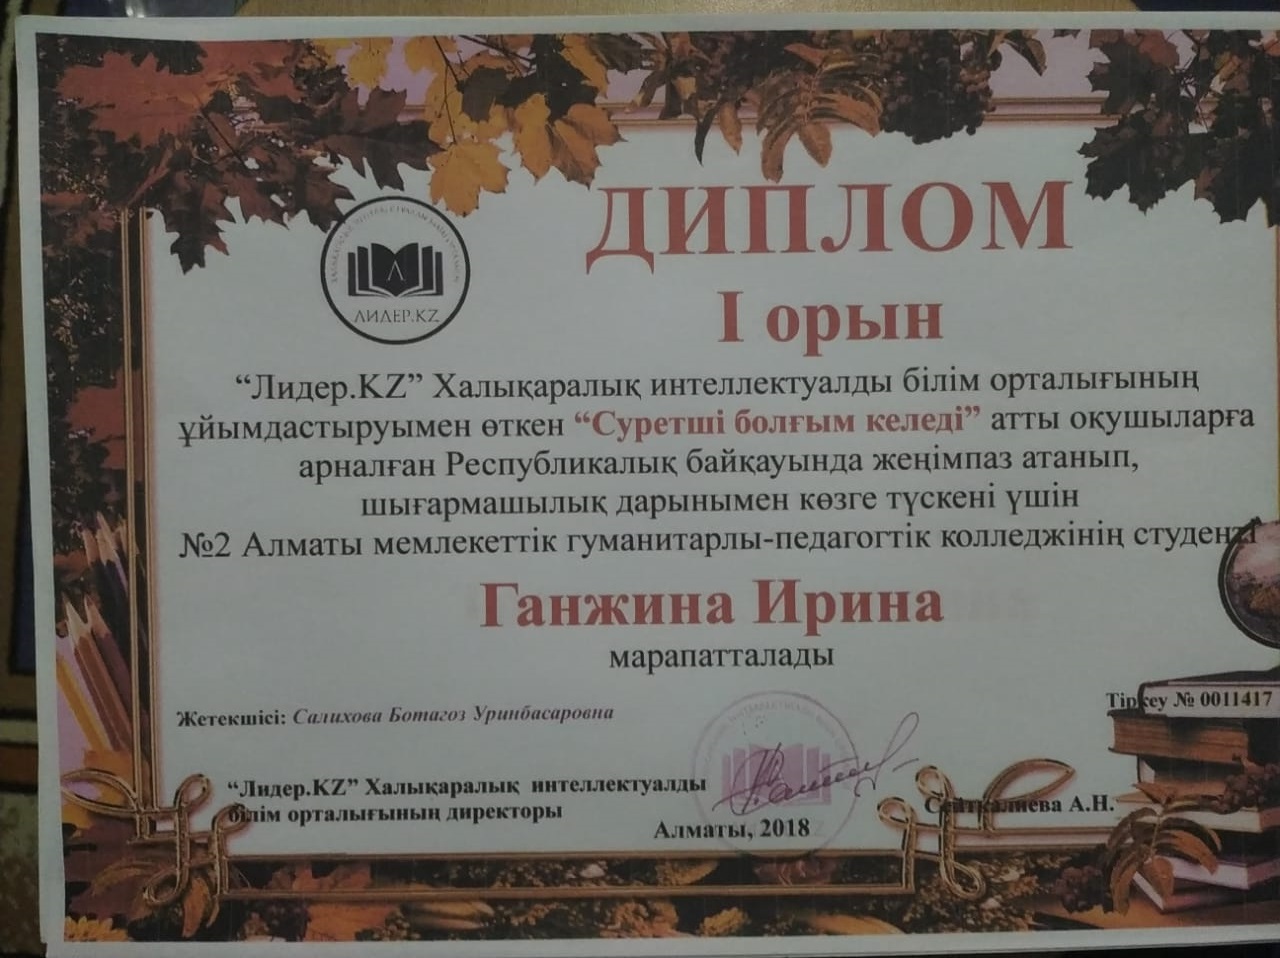 ДИПЛОМ
I орын
ЛИДЕР.KZ
“Лидер.KZ” Халықаралық интеллектуалды білім орталығының
ұйымдастыруымен өткен “Суретші болғым келеді” атты оқушыларға
арналған Республикалық байқауында жеңімпаз атанып,
шығармашылық дарынымен көзге түскені үшін
№2 Алматы мемлекеттік гуманитарлы-педагогтік колледжінің студенті
Ганжина Ирина
марапатталады
Жетекшісі: Салихова Ботагоз Уринбасаровна
Тіркеу № 0011417
“Лидер.KZ” Халықаралық интеллектуалды
білім орталығының директоры
Сейткалиева А.Н.
Алматы, 2018